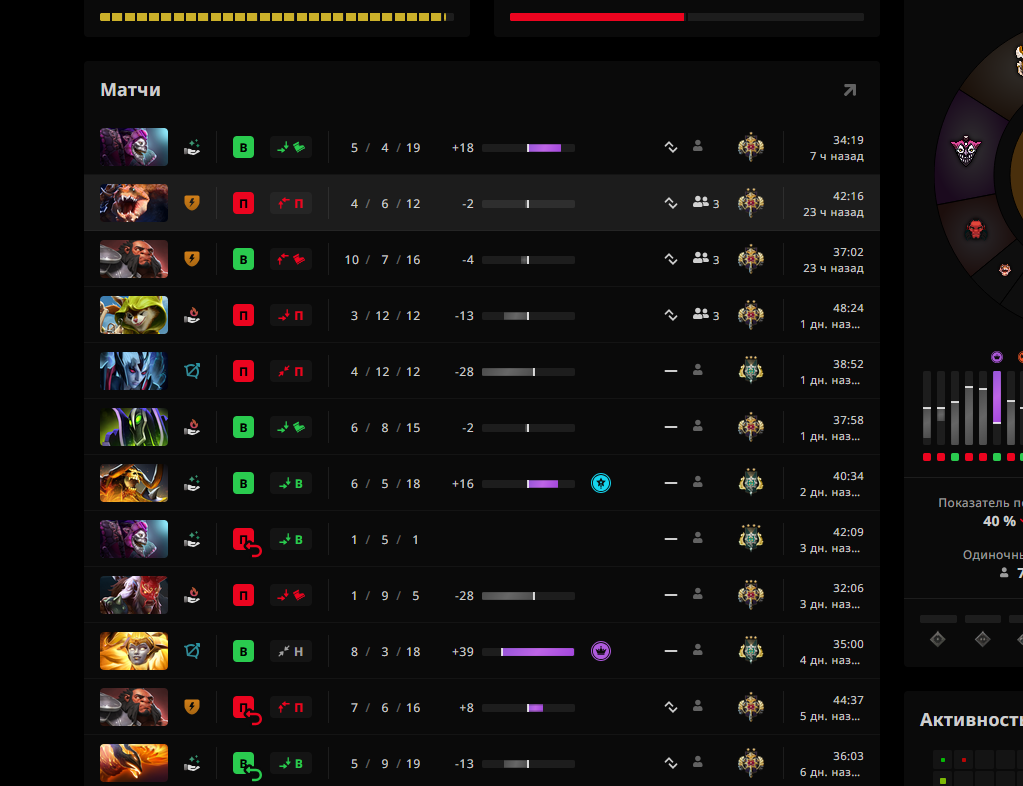 Матчи
В 5 / 4 / 19 +18 34:19
7 ч назад
П П 4 / 6 / 12 -2 3 42:16
23 ч назад
В 10 / 7 / 16 -4 3 37:02
23 ч назад
П П 3 / 12 / 12 -13 3 48:24
1 дн. наз...
П П 4 / 12 / 12 -28 38:52
1 дн. наз...
В 6 / 8 / 15 -2 37:58
1 дн. наз...
В В 6 / 5 / 18 +16 40:34
2 дн. наз...
П В 1 / 5 / 1 42:09
3 дн. наз...
П 1 / 9 / 5 -28 32:06
3 дн. наз...
В Н 8 / 3 / 18 +39 35:00
4 дн. наз...
П П 7 / 6 / 16 +8 44:37
5 дн. наз...
В В 5 / 9 / 19 -13 36:03
6 дн. наз...
Показатель по
40 %
Одиночны
7
Активность